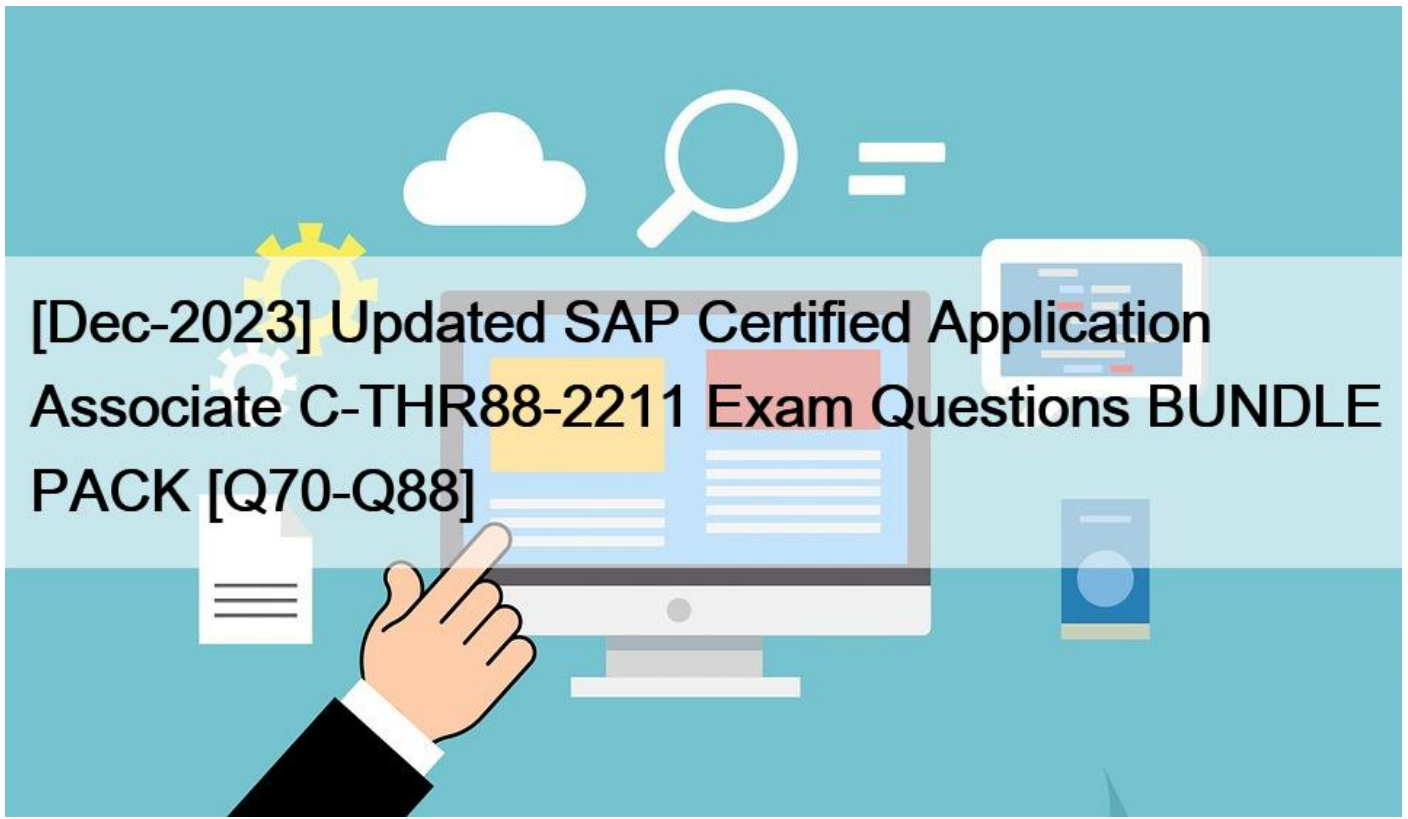 [Dec-2023] Updated SAP Certified Application
Associate C-THR88-2211 Exam Questions BUNDLE
PACK [Q70-Q88]